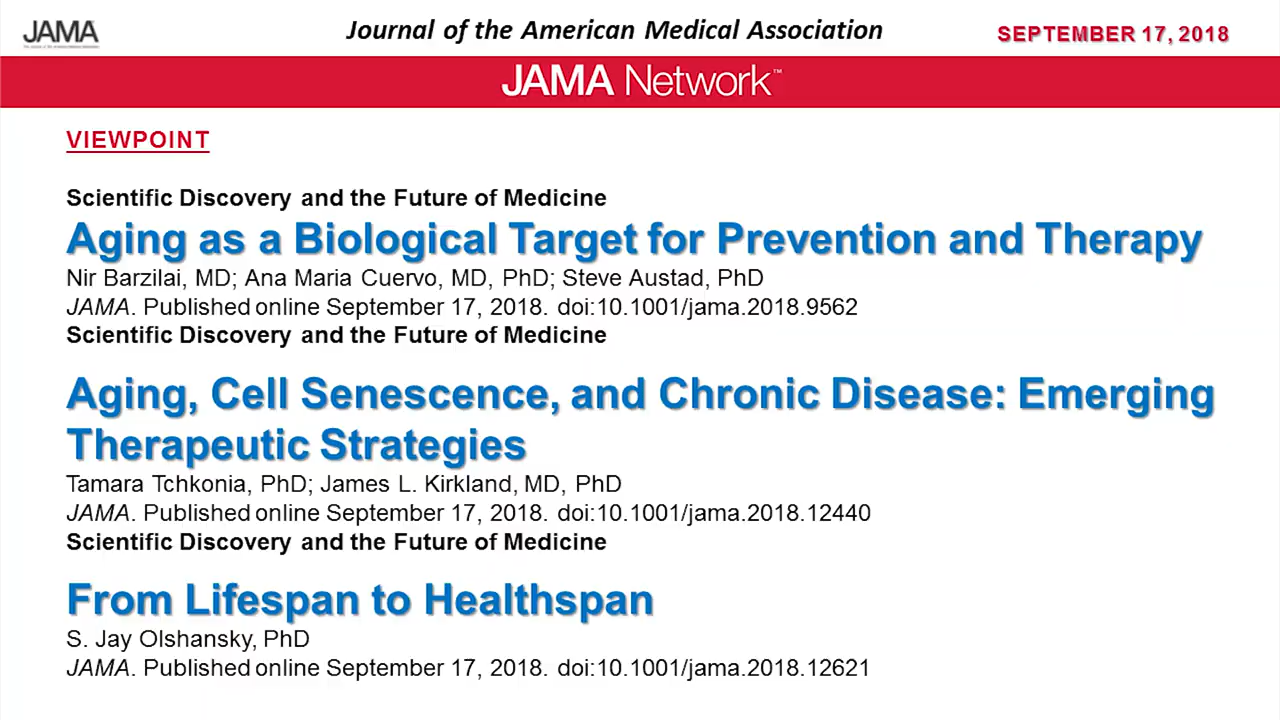 JAMA
Journal of the American Medical Association
SEPTEMBER 17, 2018
JAMA Network™
VIEWPOINT
Scientific Discovery and the Future of Medicine
Aging as a Biological Target for Prevention and Therapy
Nir Barzilai, MD; Ana Maria Cuervo, MD, PhD; Steve Austad, PhD
JAMA. Published online September 17, 2018. doi:10.1001/jama.2018.9562
Scientific Discovery and the Future of Medicine
Aging, Cell Senescence, and Chronic Disease: Emerging
Therapeutic Strategies
Tamara Tchkonia, PhD; James L. Kirkland, MD, PhD
JAMA. Published online September 17, 2018. doi:10.1001/jama.2018.12440
Scientific Discovery and the Future of Medicine
From Lifespan to Healthspan
S. Jay Olshansky, PhD
JAMA. Published online September 17, 2018. doi:10.1001/jama.2018.12621